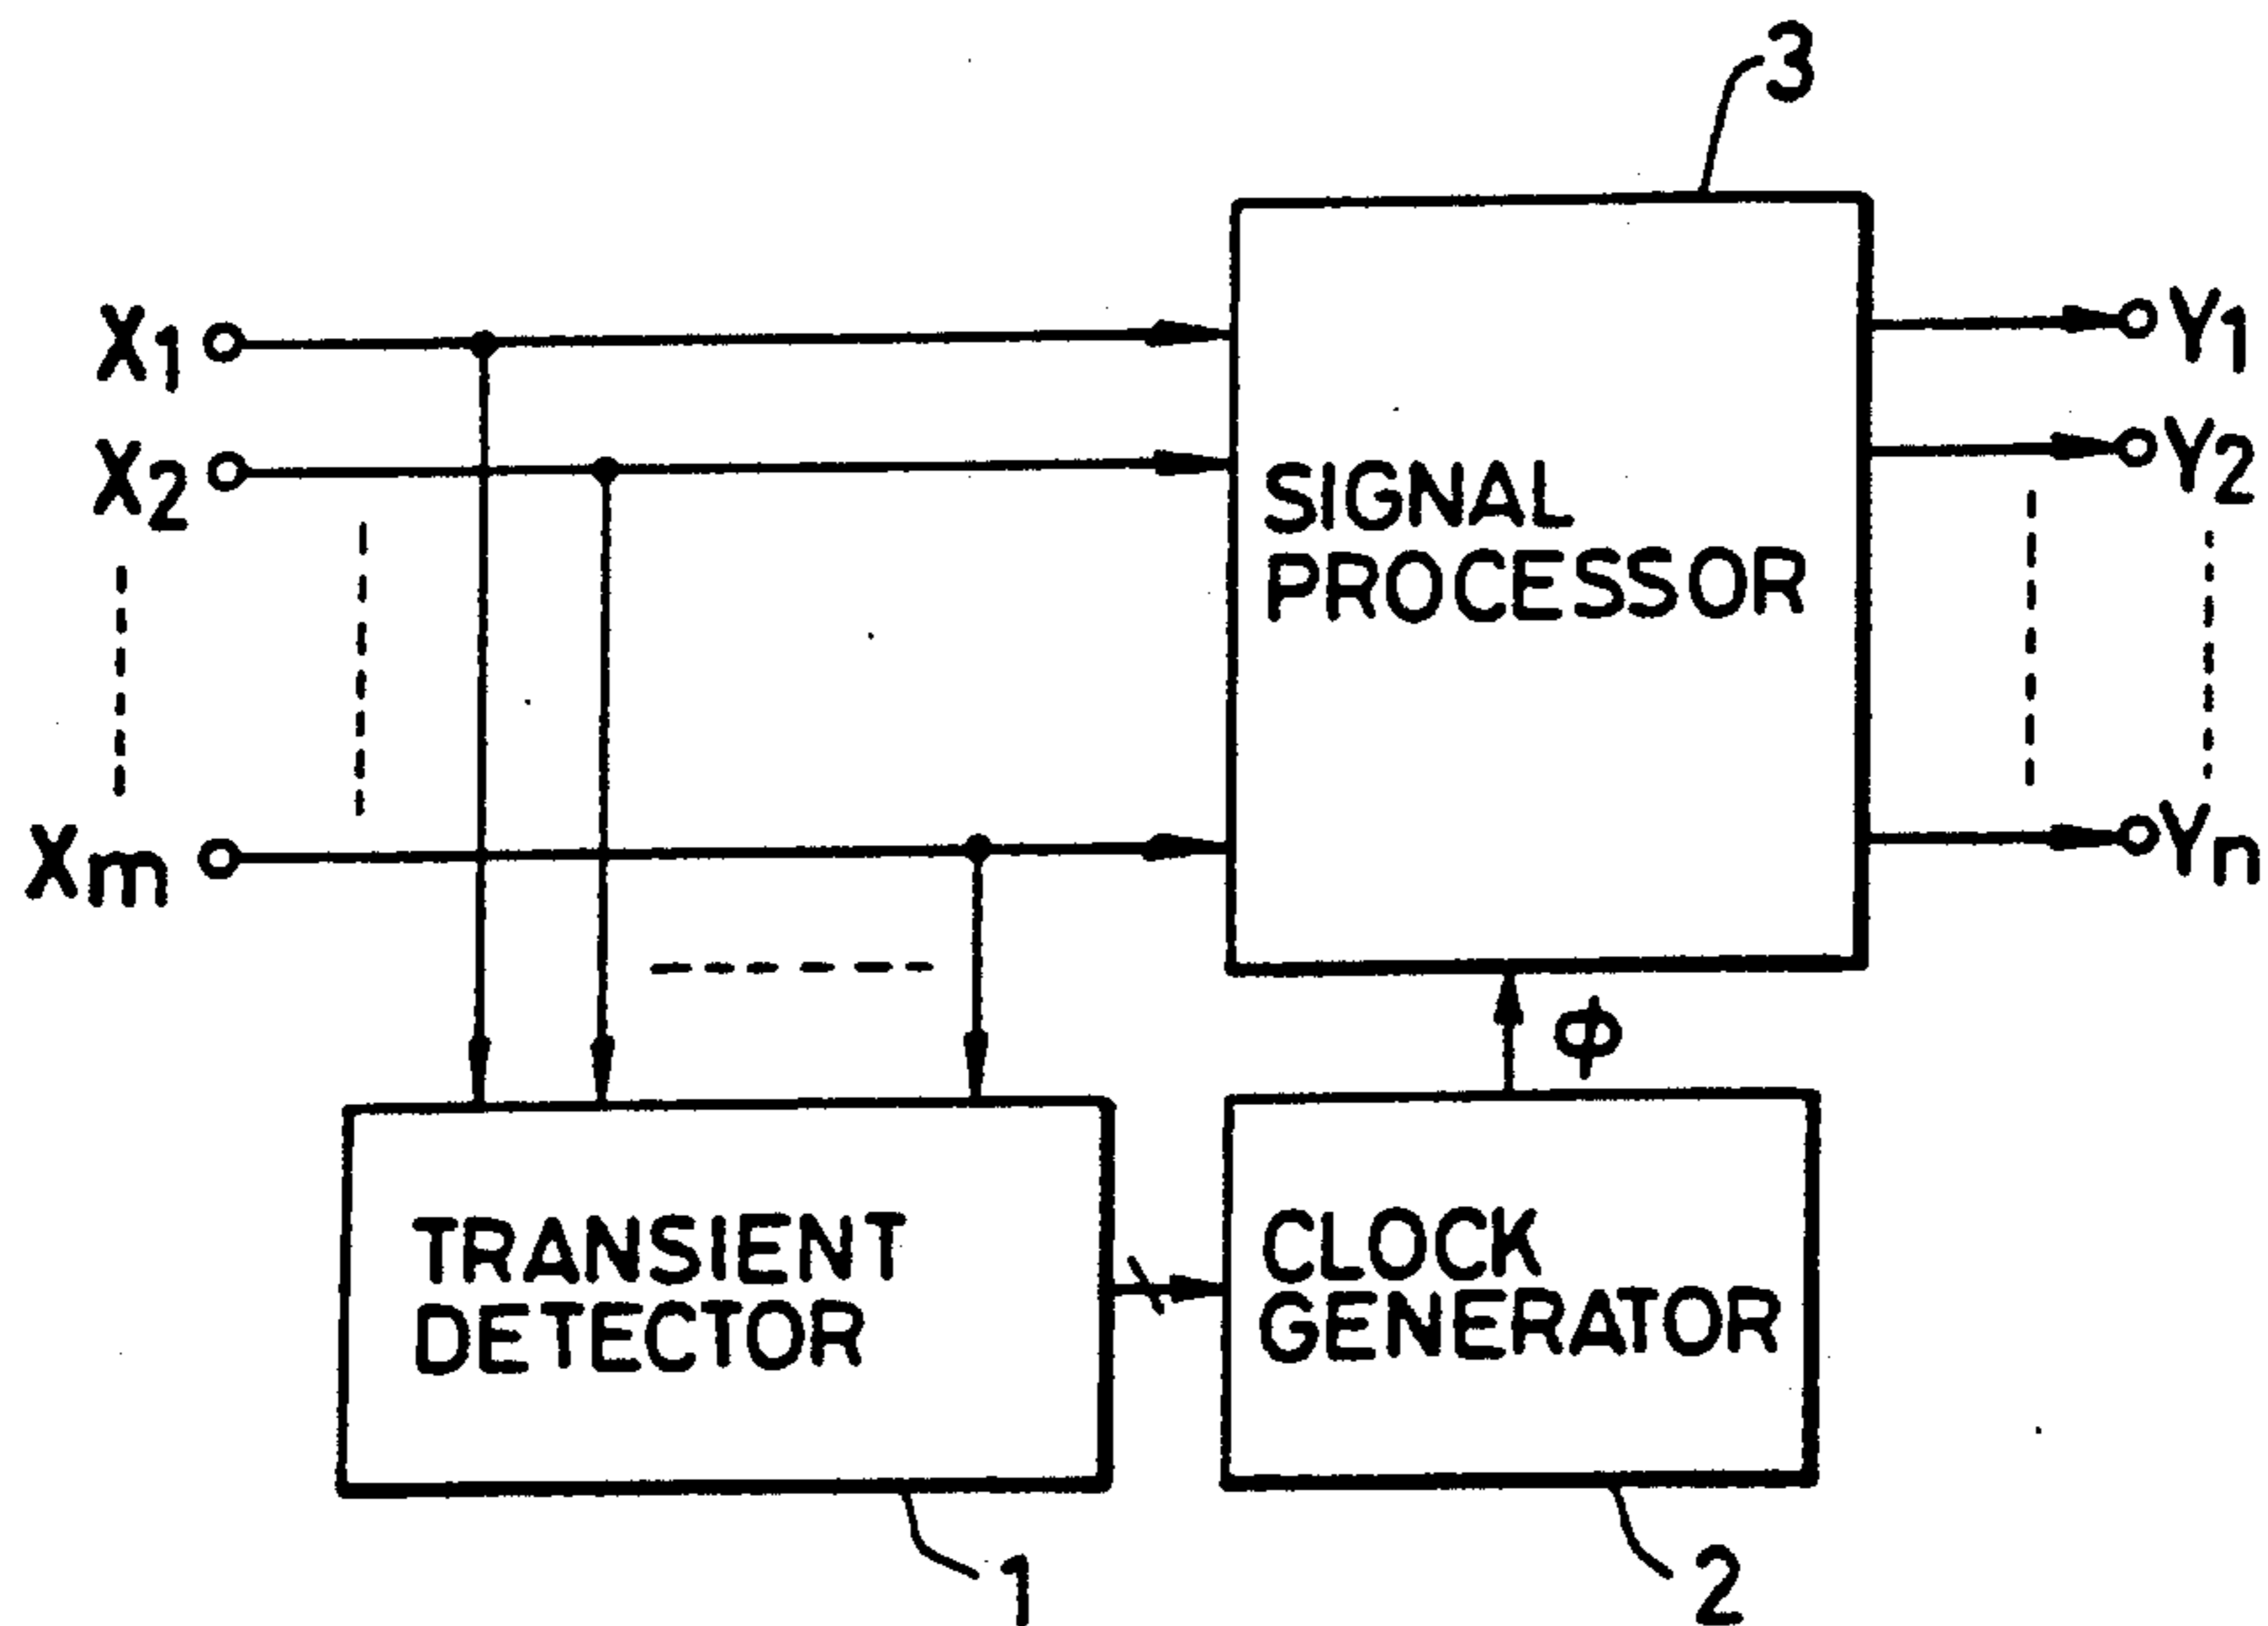 3
X1
Y1
X2
Y2
SIGNAL
PROCESSOR
Xm
Yn
ϕ
TRANSIENT
DETECTOR
CLOCK
GENERATOR
1
2